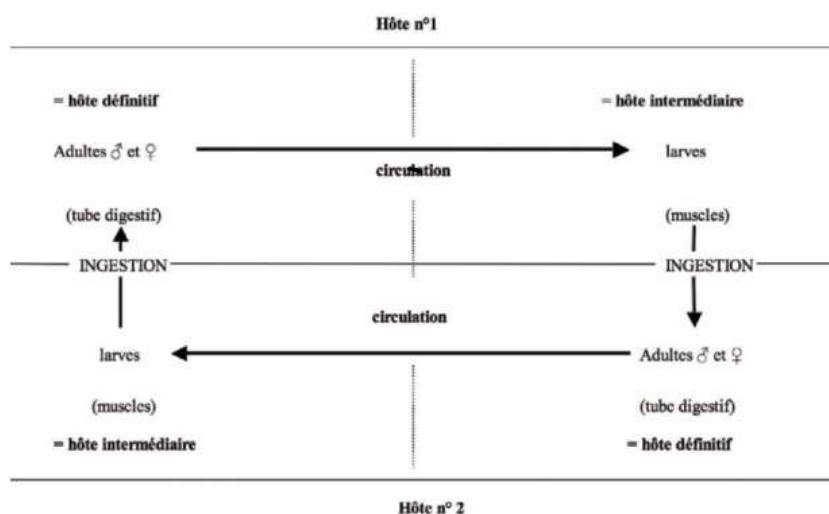 Hôte n°1
= hôte définitif = hôte intermédiaire
Adultes ♂ et ♀ larves
circulation
(tube digestif) (muscles)
INGESTION INGESTION
circulation
larves Adultes ♂ et ♀
(muscles) (tube digestif)
= hôte intermédiaire = hôte définitif
Hôte n° 2